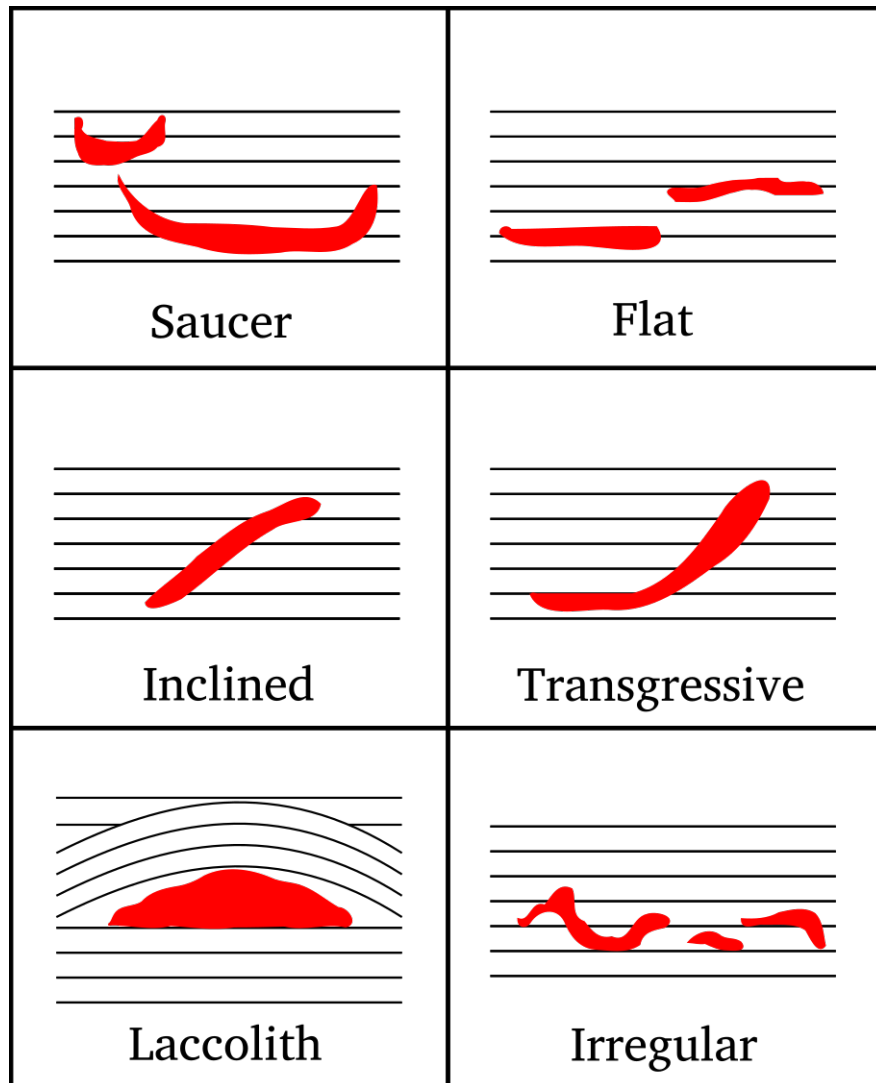 Saucer
Flat
Inclined
Transgressive
Laccolith
Irregular